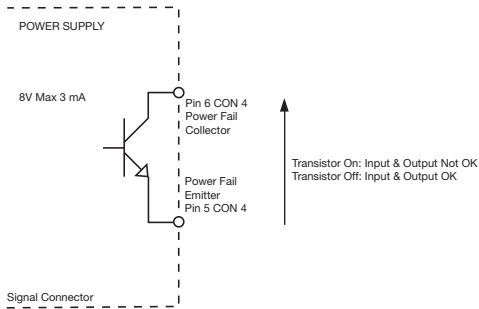 POWER SUPPLY
8V Max 3 mA
Pin 6 CON 4
Power Fail
Collector
Transistor On: Input & Output Not OK
Transistor Off: Input & Output OK
Power Fail
Emitter
Pin 5 CON 4
Signal Connector